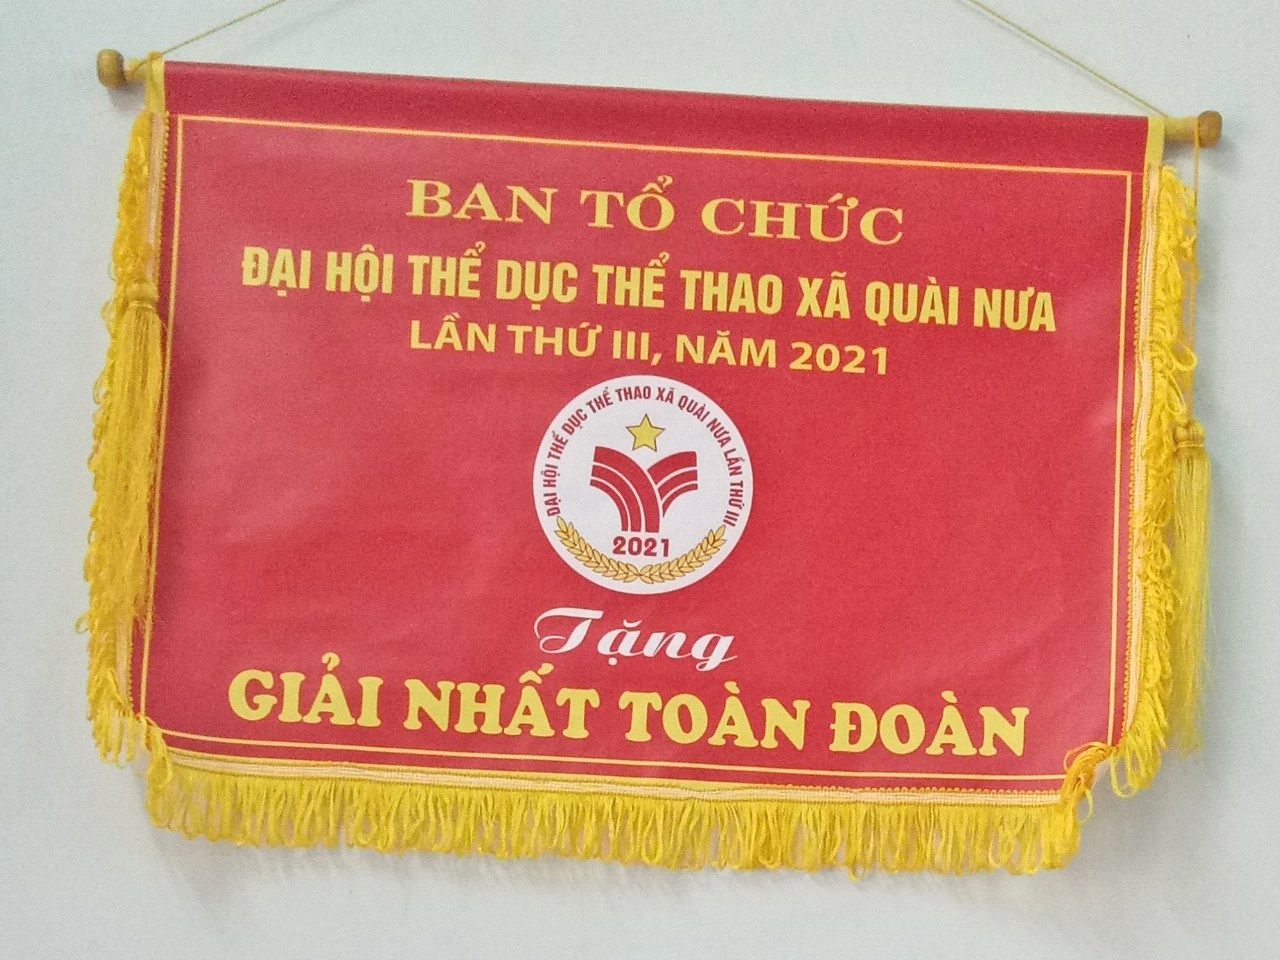 BAN TỔ CHỨC
ĐẠI HỘI THỂ DỤC THỂ THAO XÃ QUÀI NƯA
LẦN THỨ III, NĂM 2021
ĐẠI HỘI THỂ DỤC THỂ THAO XÃ QUÀI NƯA LẦN THỨ III
2021
Tặng
GIẢI NHẤT TOÀN ĐOÀN